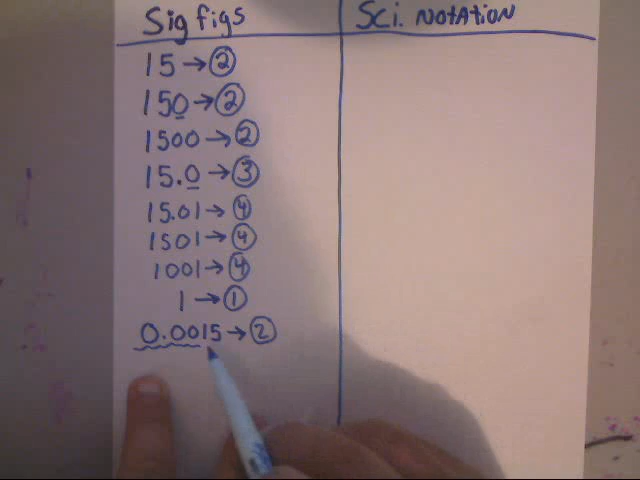 Sig figs
Sci. Notation
15 → 2
150 → 2
1500 → 2
15.0 → 3
15.01 → 4
1501 → 4
1001 → 4
1 → 1
0.0015 → 2